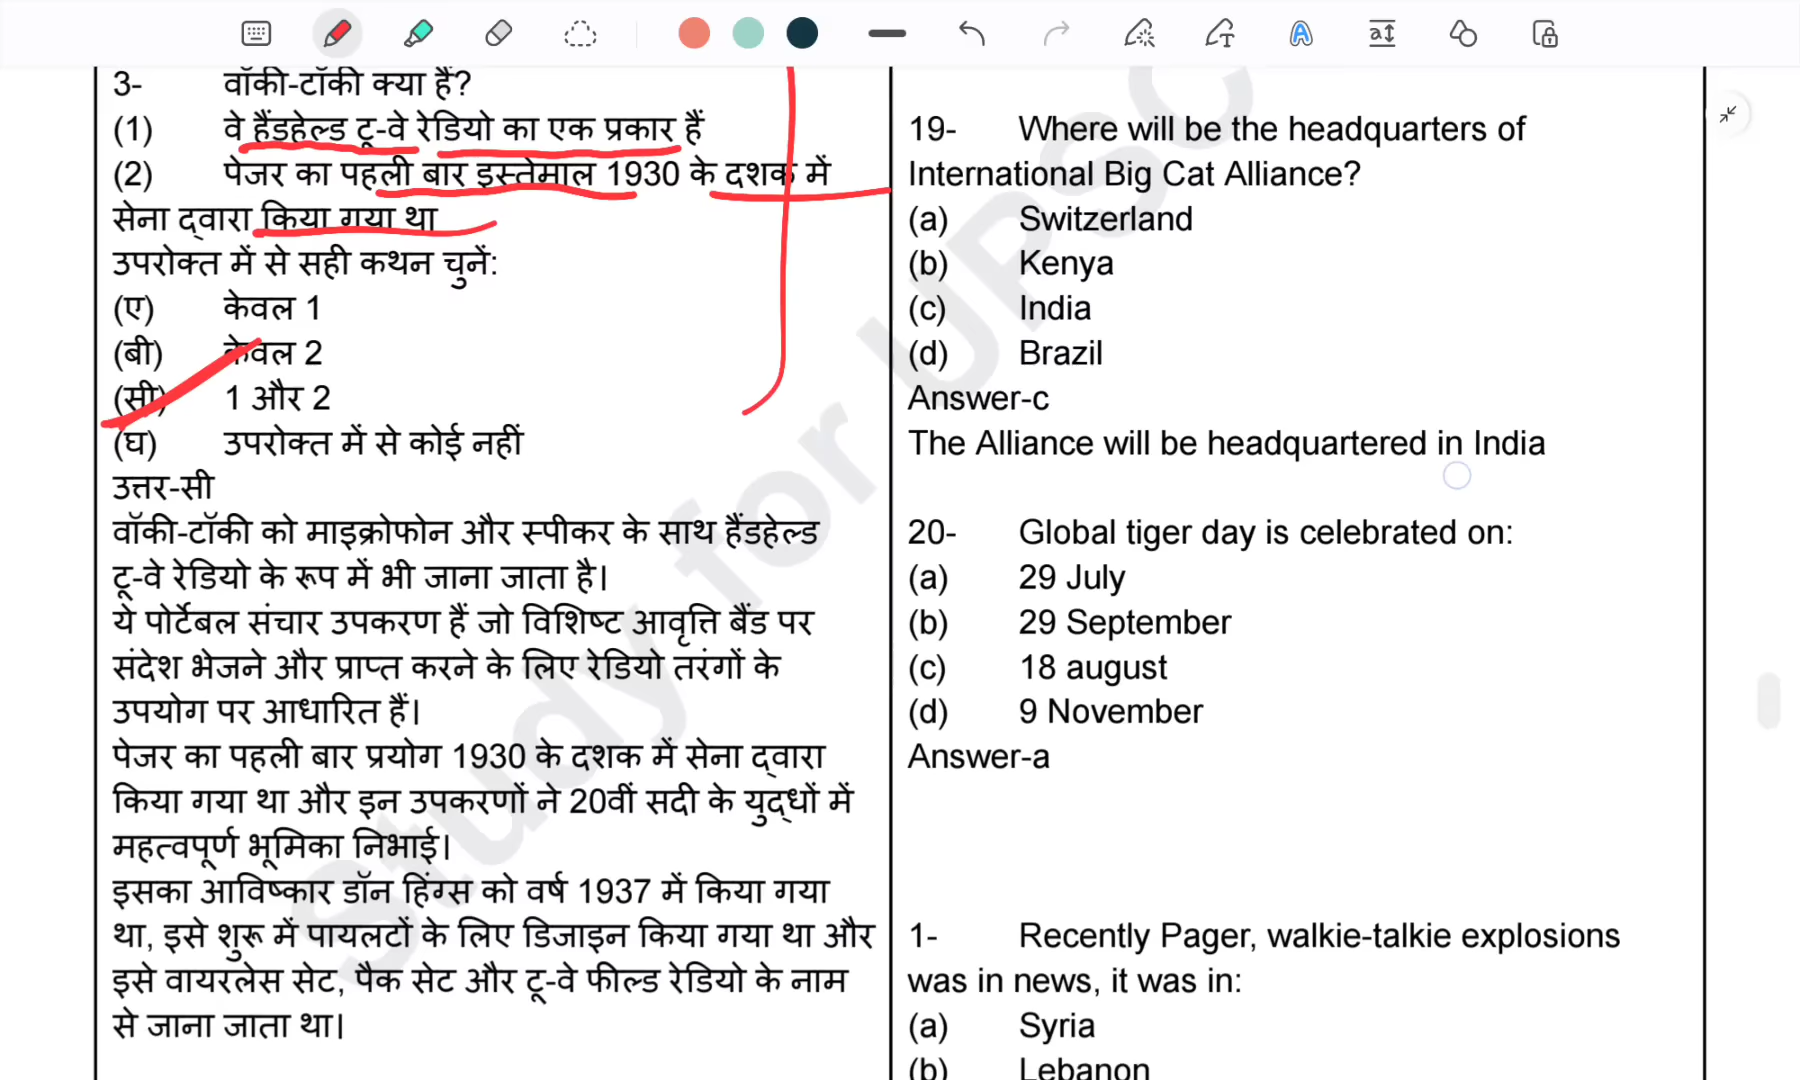 3- वॉकी-टॉकी क्या हैं?
(1) वे हैंडहेल्ड टू-वे रेडियो का एक प्रकार हैं
(2) पेजर का पहली बार इस्तेमाल 1930 के दशक में
सेना द्वारा किया गया था
उपरोक्त में से सही कथन चुनें:
(ए) केवल 1
(बी) केवल 2
(सी) 1 और 2
(घ) उपरोक्त में से कोई नहीं
उत्तर-सी
वॉकी-टॉकी को माइक्रोफोन और स्पीकर के साथ हैंडहेल्ड
टू-वे रेडियो के रूप में भी जाना जाता है।
ये पोर्टेबल संचार उपकरण हैं जो विशिष्ट आवृत्ति बैंड पर
संदेश भेजने और प्राप्त करने के लिए रेडियो तरंगों के
उपयोग पर आधारित हैं।
पेजर का पहली बार प्रयोग 1930 के दशक में सेना द्वारा
किया गया था और इन उपकरणों ने 20वीं सदी के युद्धों में
महत्वपूर्ण भूमिका निभाई।
इसका आविष्कार डॉन हिंग्स को वर्ष 1937 में किया गया
था, इसे शुरू में पायलटों के लिए डिजाइन किया गया था और
इसे वायरलेस सेट, पैक सेट और टू-वे फील्ड रेडियो के नाम
से जाना जाता था।
19- Where will be the headquarters of
International Big Cat Alliance?
(a) Switzerland
(b) Kenya
(c) India
(d) Brazil
Answer-c
The Alliance will be headquartered in India
20- Global tiger day is celebrated on:
(a) 29 July
(b) 29 September
(c) 18 august
(d) 9 November
Answer-a
1- Recently Pager, walkie-talkie explosions
was in news, it was in:
(a) Syria
(b) Lebanon
Study for UPSC